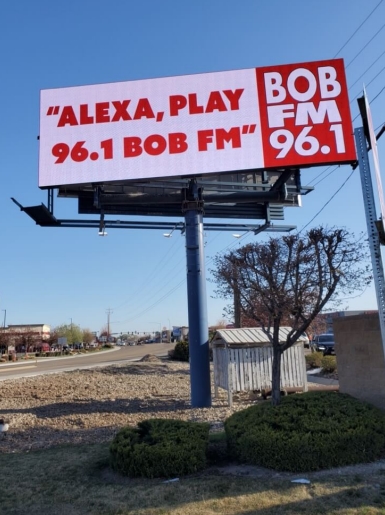 "ALEXA, PLAY
96.1 BOB FM"
BOB
FM
96.1